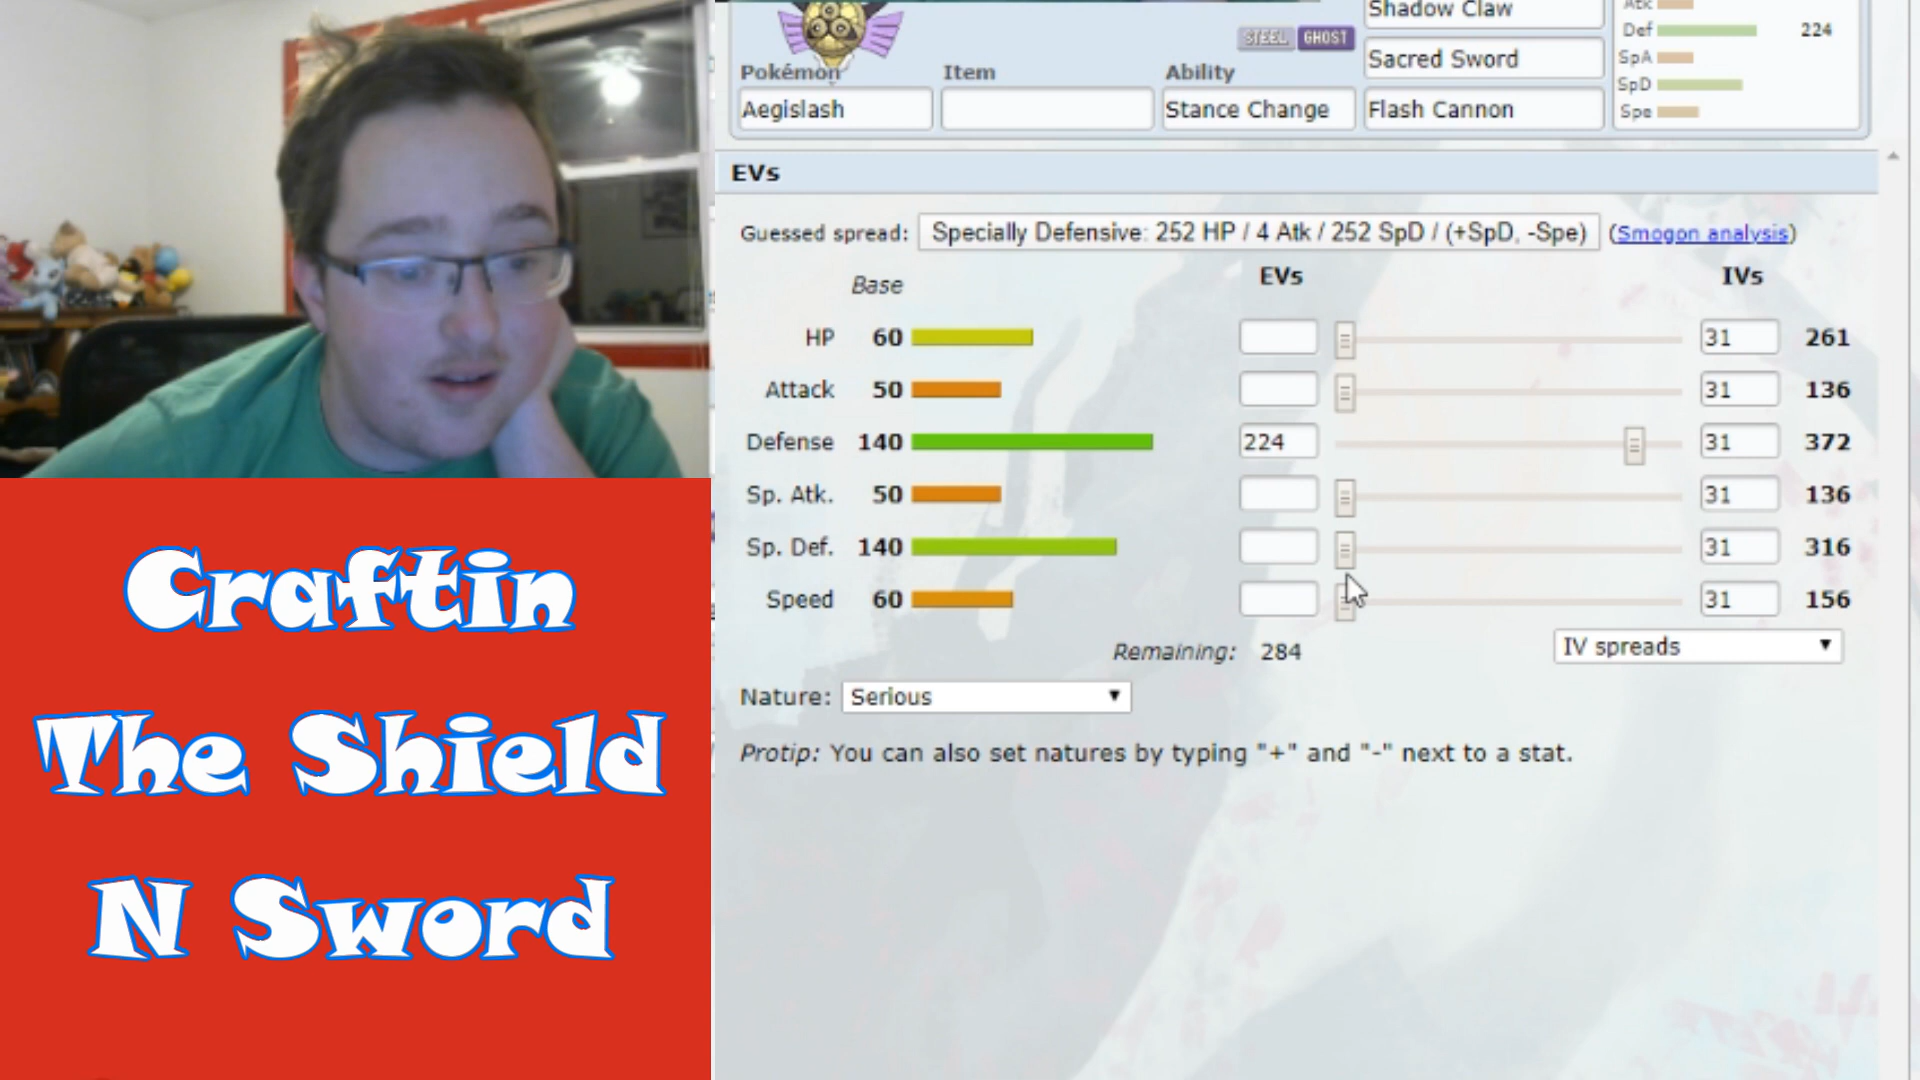 Craftin
The Shield
N Sword
STEEL GHOST
Pokémon Item Ability
Aegislash Stance Change
Shadow Claw
Sacred Sword
Flash Cannon
Atk
Def 224
SpA
SpD
Spe
EVs
Guessed spread: Specially Defensive: 252 HP / 4 Atk / 252 SpD / (+SpD, -Spe) (Smogon analysis)
Base EVs IVs
HP 60 31 261
Attack 50 31 136
Defense 140 224 31 372
Sp. Atk. 50 31 136
Sp. Def. 140 31 316
Speed 60 31 156
Remaining: 284 IV spreads
Nature: Serious
Protip: You can also set natures by typing "+" and "-" next to a stat.